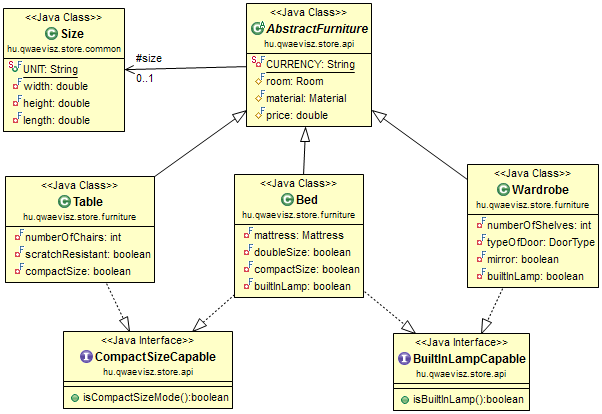 <<Java Class>>
Size
hu.qwaevisz.store.common
UNIT: String
width: double
height: double
length: double
#size
0..1
<<Java Class>>
AbstractFurniture
hu.qwaevisz.store.api
CURRENCY: String
room: Room
material: Material
price: double
<<Java Class>>
Table
hu.qwaevisz.store.furniture
numberOfChairs: int
scratchResistant: boolean
compactSize: boolean
<<Java Class>>
Bed
hu.qwaevisz.store.furniture
mattress: Mattress
doubleSize: boolean
compactSize: boolean
builtInLamp: boolean
<<Java Class>>
Wardrobe
hu.qwaevisz.store.furniture
numberOfShelves: int
typeOfDoor: DoorType
mirror: boolean
builtInLamp: boolean
<<Java Interface>>
CompactSizeCapable
hu.qwaevisz.store.api
isCompactSizeMode():boolean
<<Java Interface>>
BuiltInLampCapable
hu.qwaevisz.store.api
isBuiltInLamp():boolean